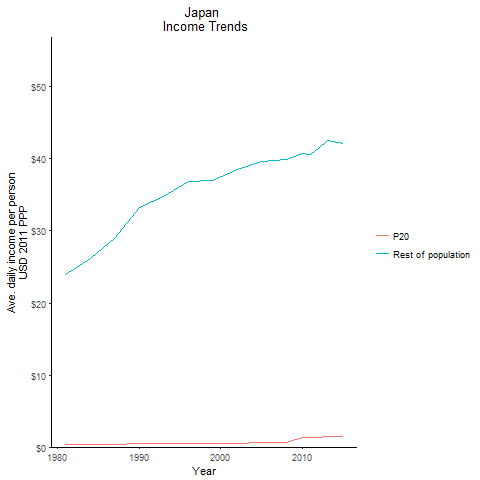 Japan
Income Trends
Ave. daily income per person
USD 2011 PPP
$50
$40
$30
$20
$10
$0
1980
1990
2000
2010
Year
P20
Rest of population